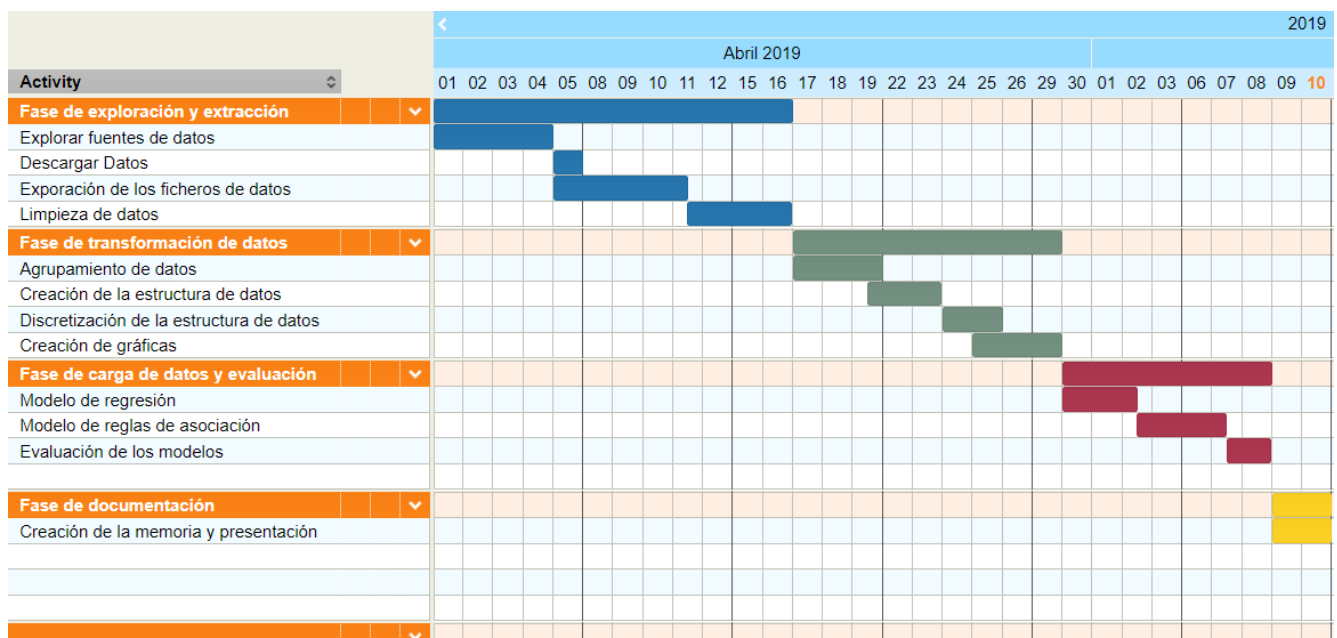 2019
Abril 2019
Activity 01 02 03 04 05 08 09 10 11 12 15 16 17 18 19 22 23 24 25 26 29 30 01 02 03 06 07 08 09 10
Fase de exploración y extracción
Explorar fuentes de datos
Descargar Datos
Exporación de los ficheros de datos
Limpieza de datos
Fase de transformación de datos
Agrupamiento de datos
Creación de la estructura de datos
Discretización de la estructura de datos
Creación de gráficas
Fase de carga de datos y evaluación
Modelo de regresión
Modelo de reglas de asociación
Evaluación de los modelos
Fase de documentación
Creación de la memoria y presentación